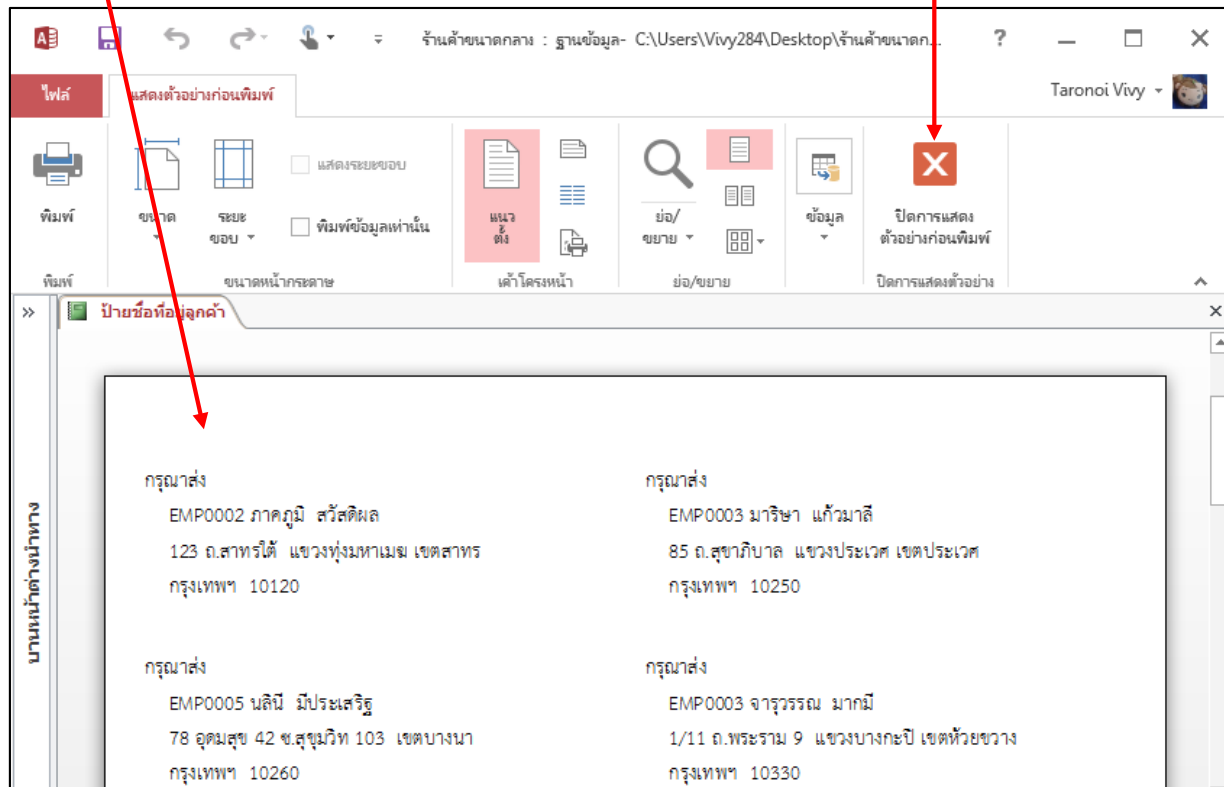 ร้านค้าขนาดกลาง : ฐานข้อมูล- C:\Users\Vivy284\Desktop\ร้านค้าขนาดก... ?
ไฟล์ แสดงตัวอย่างก่อนพิมพ์ Taronoi Vivy
พิมพ์
ขนาด
ระยะ
ขอบ
แสดงระยะขอบ
พิมพ์ข้อมูลเท่านั้น
แนว
ตั้ง
ย่อ/
ขยาย
ข้อมูล
ปิดการแสดง
ตัวอย่างก่อนพิมพ์
พิมพ์ ขนาดหน้ากระดาษ เค้าโครงหน้า ย่อ/ขยาย ปิดการแสดงตัวอย่าง
ป้ายชื่อที่อยู่ลูกค้า
บานหน้าต่างนำทาง
กรุณาส่ง
EMP0002 ภาคภูมิ สวัสดิผล
123 ถ.สาทรใต้ แขวงทุ่งมหาเมฆ เขตสาทร
กรุงเทพฯ 10120
กรุณาส่ง
EMP0003 มาริษา แก้วมาลี
85 ถ.สุขาภิบาล แขวงประเวศ เขตประเวศ
กรุงเทพฯ 10250
กรุณาส่ง
EMP0005 นลินี มีประเสริฐ
78 อุดมสุข 42 ซ.สุขุมวิท 103 เขตบางนา
กรุงเทพฯ 10260
กรุณาส่ง
EMP0003 จารุวรรณ มากมี
1/11 ถ.พระราม 9 แขวงบางกะปิ เขตห้วยขวาง
กรุงเทพฯ 10330